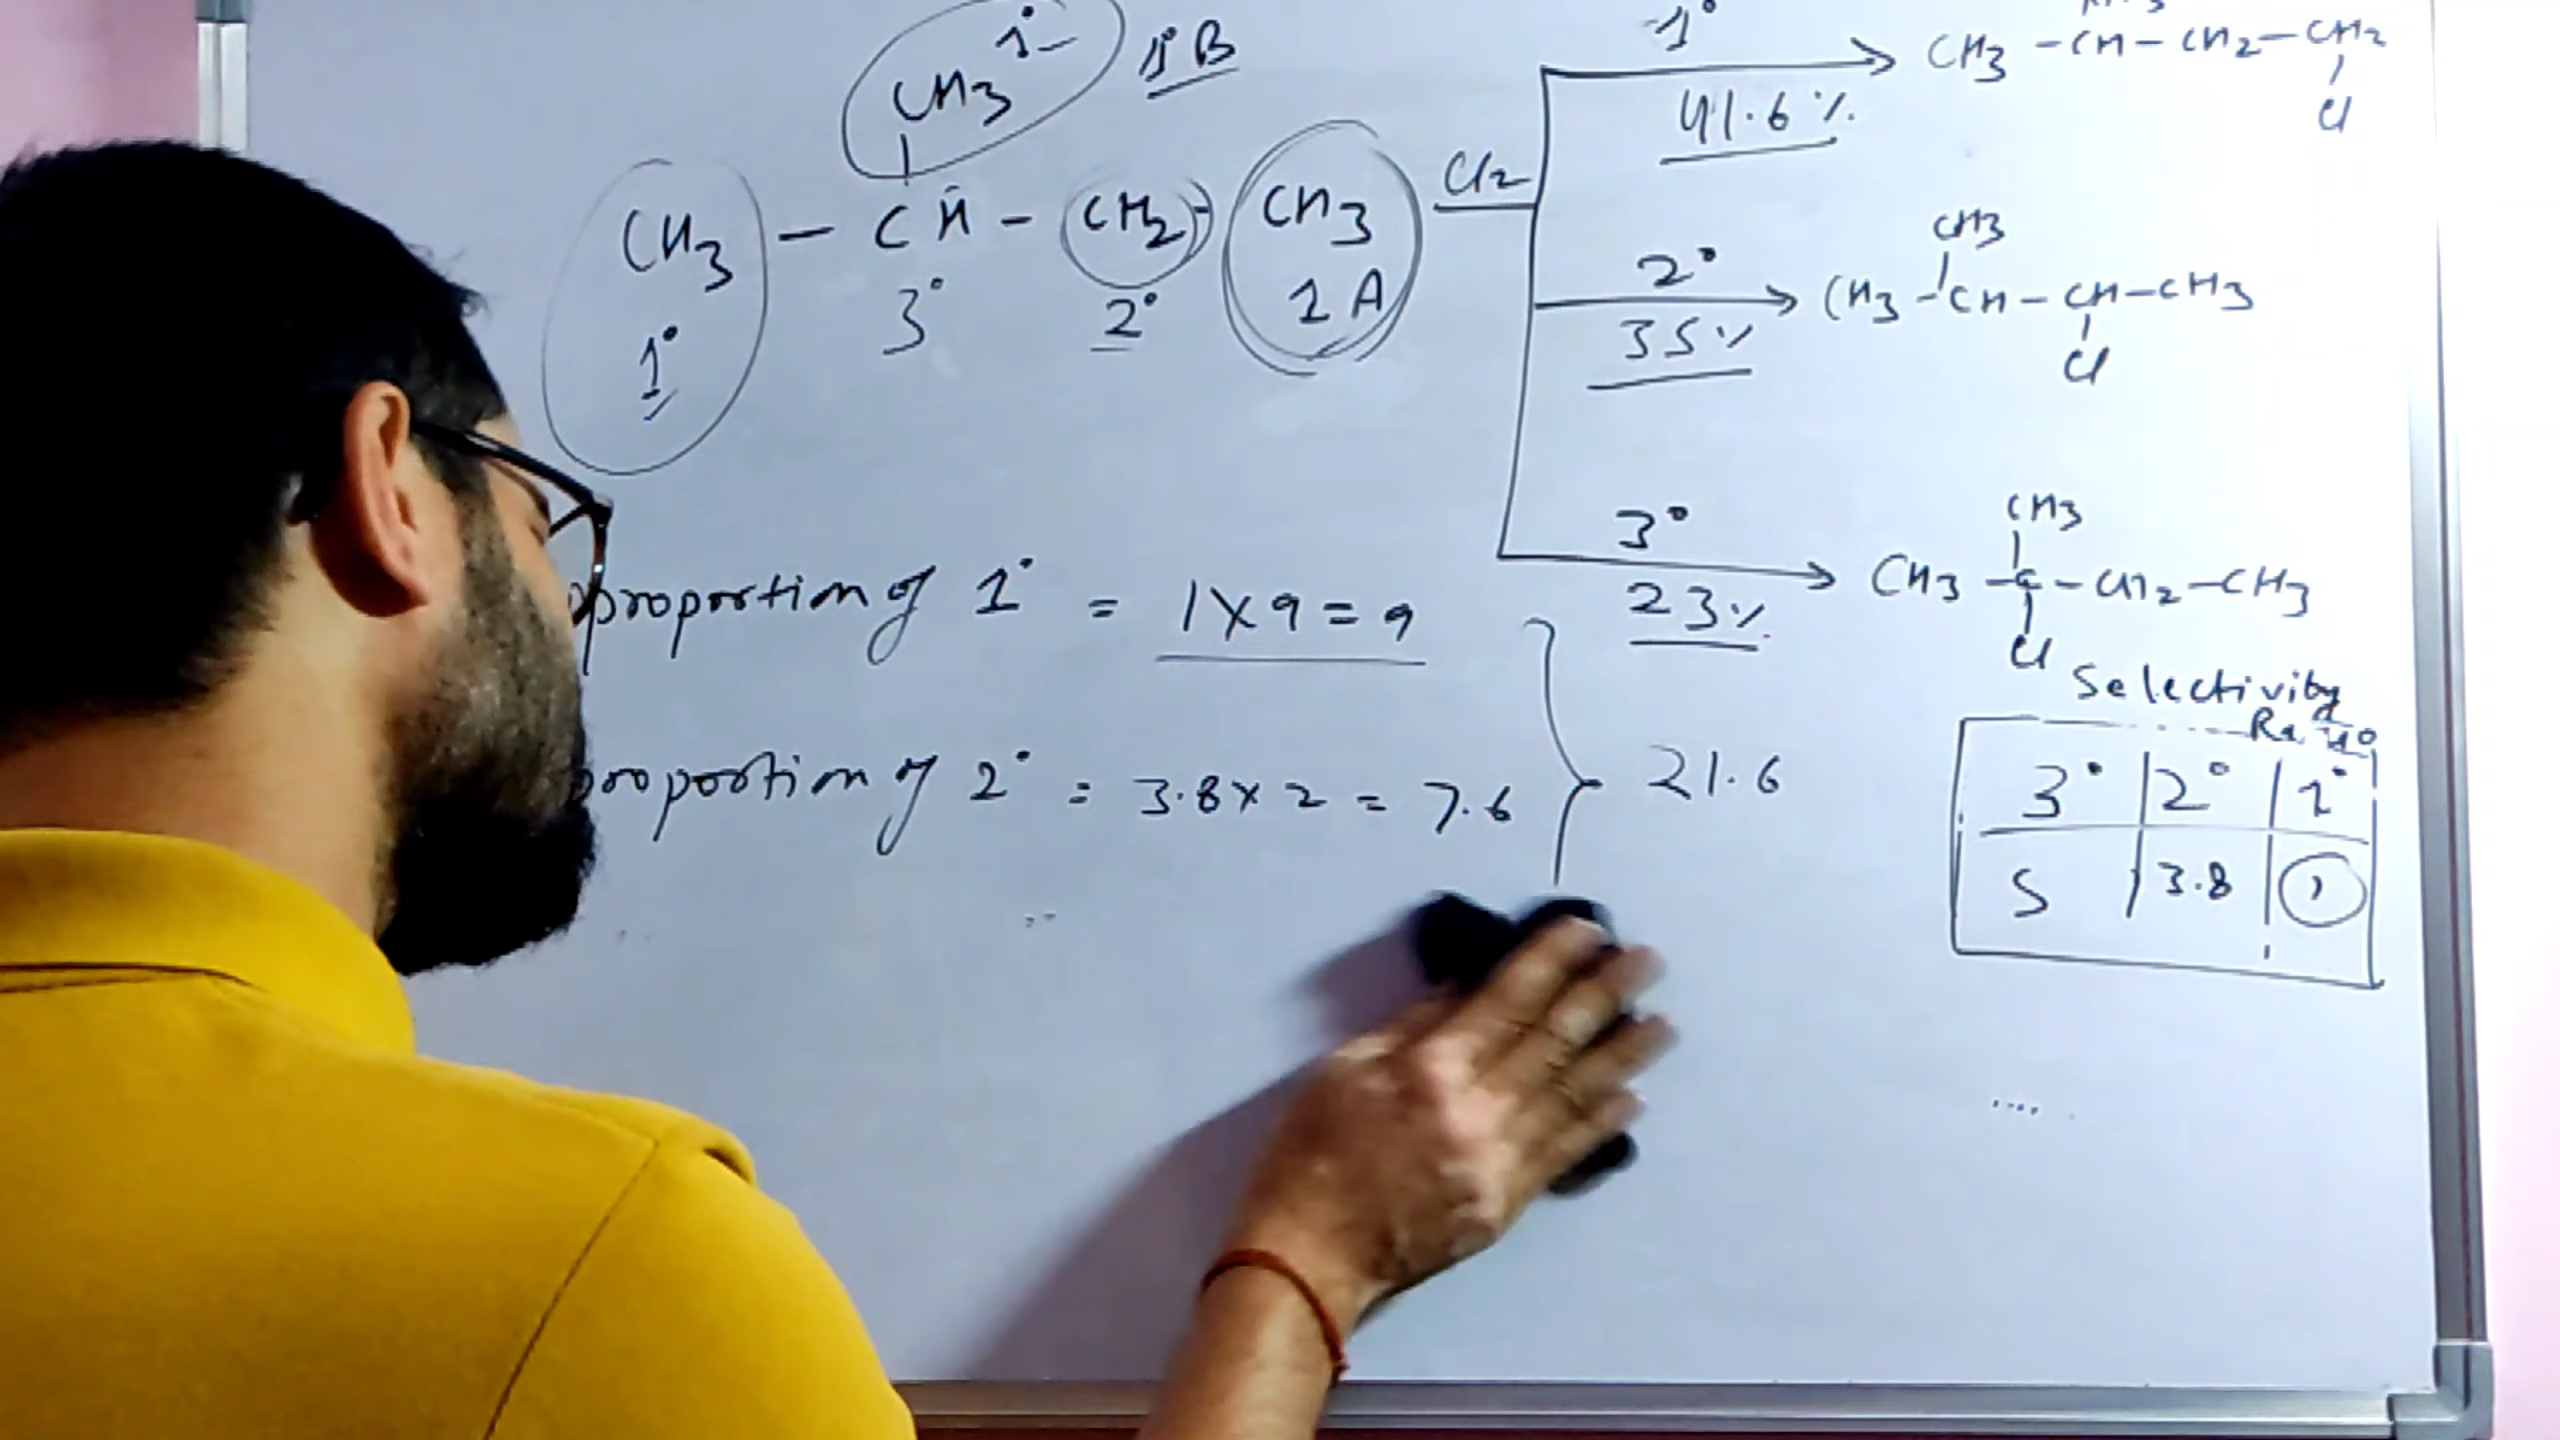 CH3 1°
1° B
CH3 – CH – CH2 – CH3
1° 3° 2° 1 A
Cl2
1°
41.6 %
CH3 – CH – CH2 – CH2
Cl
2°
35 %
CH3
CH3 – CH – CH – CH3
Cl
3°
23 %
CH3
CH3 – C – CH2 – CH3
Cl
proportion of 1° = 1 x 9 = 9
proportion of 2° = 3.8 x 2 = 7.6
21.6
Selectivity
Ratio
3° 2° 1°
5 3.8 1